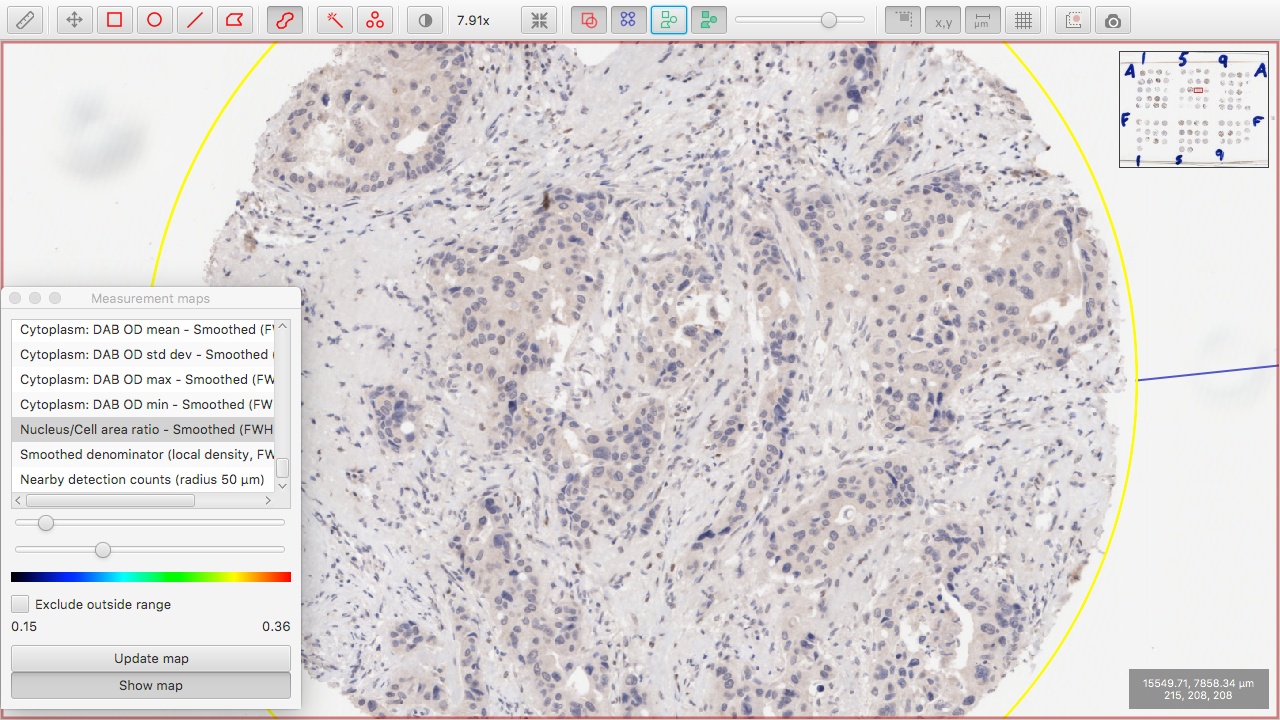 7.91x
x,y
µm
1 5 9
A A
F F
1 5 9
Measurement maps
Cytoplasm: DAB OD mean - Smoothed (F
Cytoplasm: DAB OD std dev - Smoothed
Cytoplasm: DAB OD max - Smoothed (FW
Cytoplasm: DAB OD min - Smoothed (FW
Nucleus/Cell area ratio - Smoothed (FWH
Smoothed denominator (local density, FW
Nearby detection counts (radius 50 µm)
Exclude outside range
0.15 0.36
Update map
Show map
15549.71, 7858.34 µm
215, 208, 208